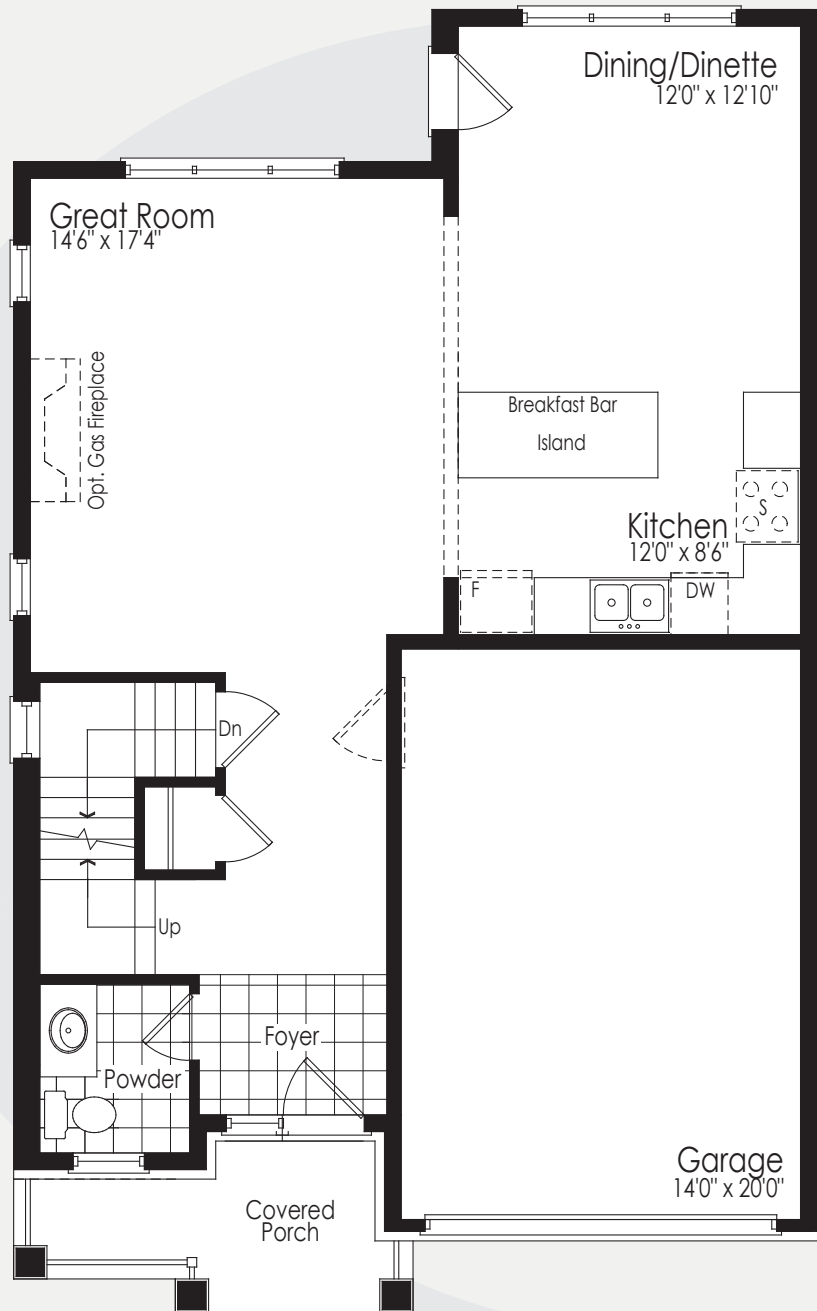 Dining/Dinette
12'0" x 12'10"
Great Room
14'6" x 17'4"
Opt. Gas Fireplace
Breakfast Bar
Island
S
Kitchen
12'0" x 8'6"
F
DW
Dn
Up
Foyer
Powder
Garage
14'0" x 20'0"
Covered
Porch